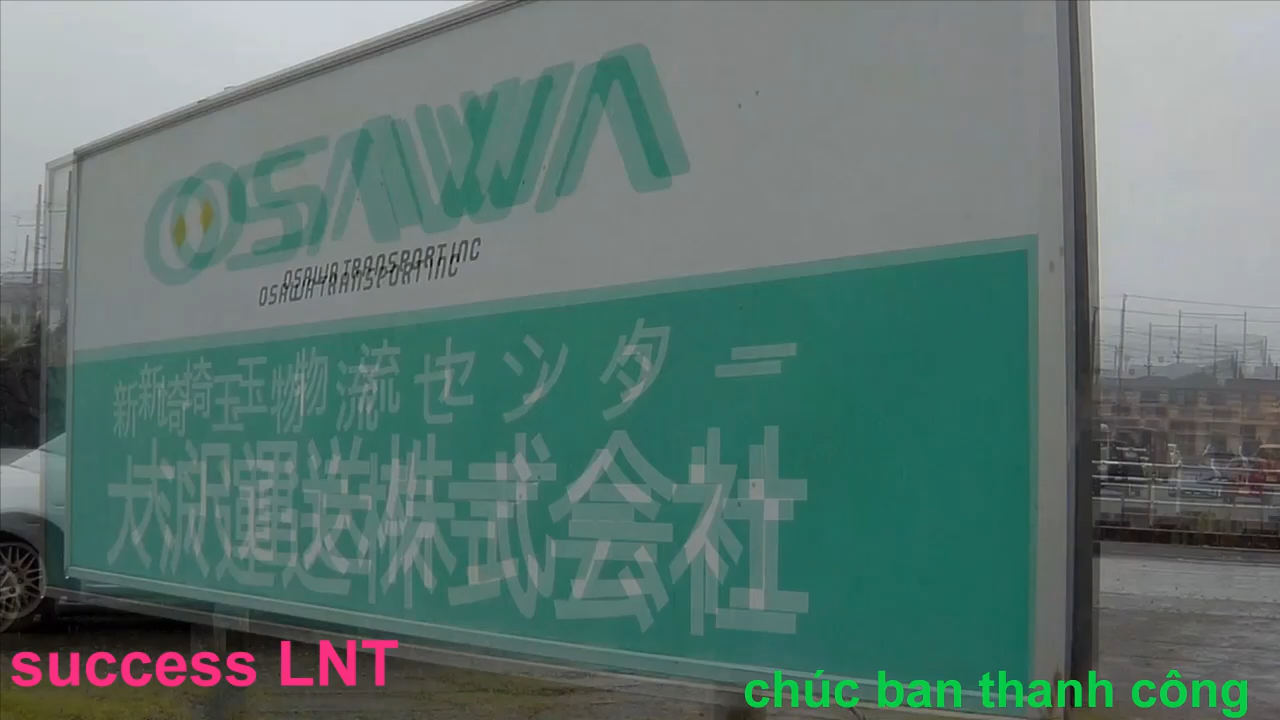 OSAWA
OSAWA TRANSPORT INC
新埼玉物流センター
大沢運送株式会社
success LNT
chúc ban thanh công